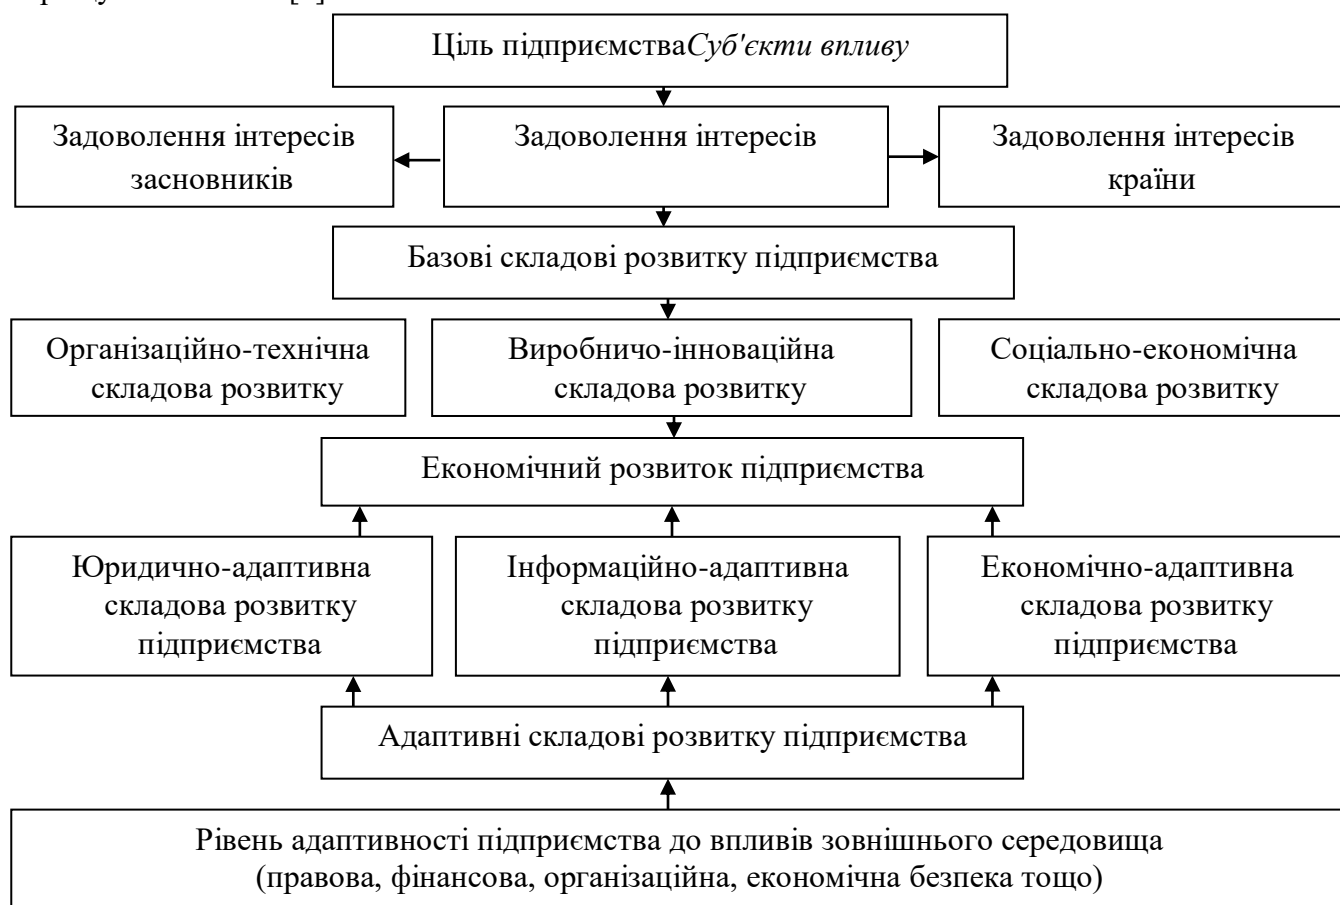 Ціль підприємстваСуб'єкти впливу
Задоволення інтересів
засновників
Задоволення інтересів
Задоволення інтересів
країни
Базові складові розвитку підприємства
Організаційно-технічна
складова розвитку
Виробничо-інноваційна
складова розвитку
Соціально-економічна
складова розвитку
Економічний розвиток підприємства
Юридично-адаптивна
складова розвитку
підприємства
Інформаційно-адаптивна
складова розвитку
підприємства
Економічно-адаптивна
складова розвитку
підприємства
Адаптивні складові розвитку підприємства
Рівень адаптивності підприємства до впливів зовнішнього середовища
(правова, фінансова, організаційна, економічна безпека тощо)